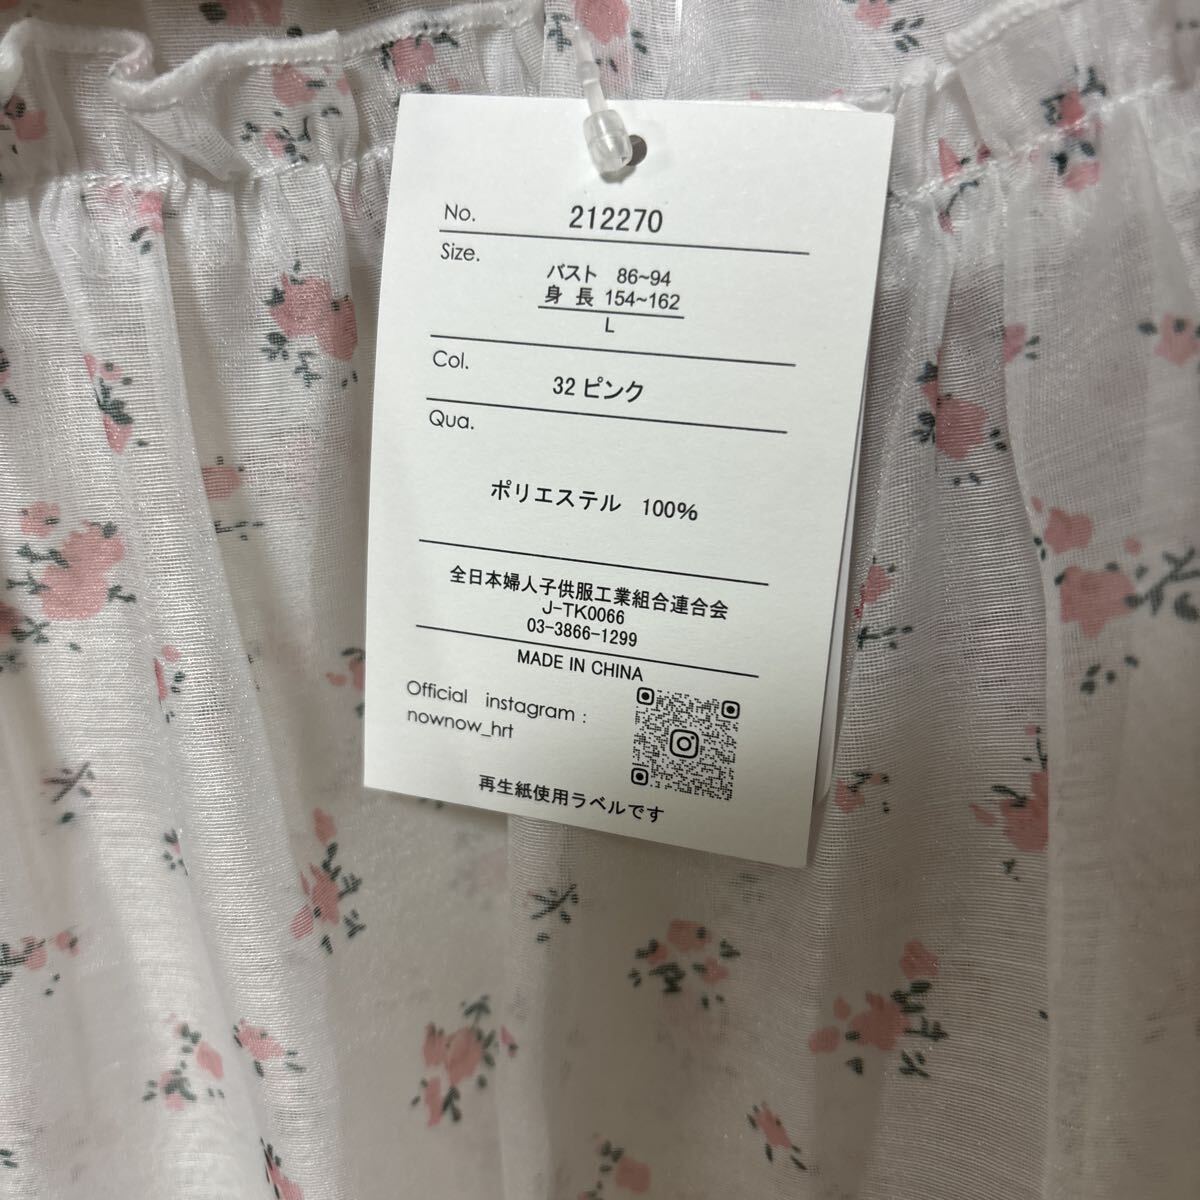 No. 212270
Size.
バスト 86~94
身 長 154~162
L
Col.
32 ピンク
Qua.
ポリエステル 100%
全日本婦人子供服工業組合連合会
J-TK0066
03-3866-1299
MADE IN CHINA
Official instagram :
nownow_hrt
再生紙使用ラベルです